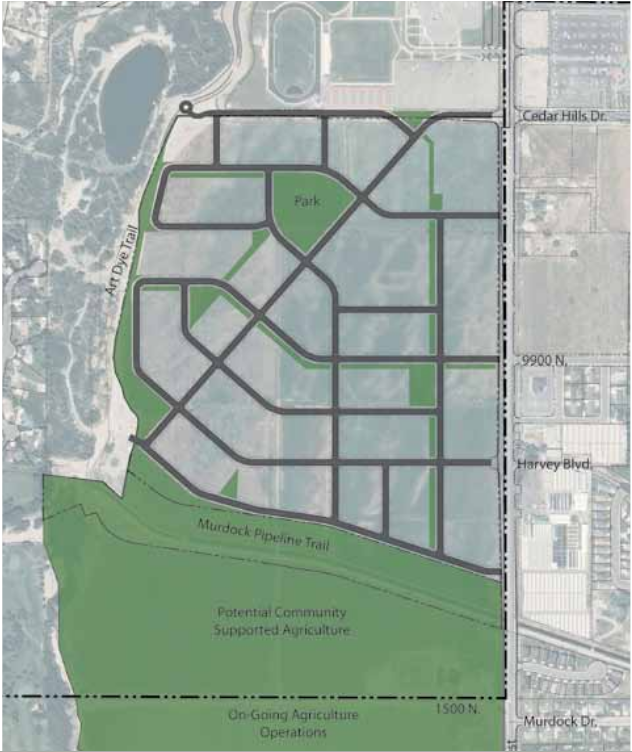 Cedar Hills Dr.
Park
Art Dye Trail
9900 N.
Harvey Blvd.
Murdock Pipeline Trail
Potential Community
Supported Agriculture
1500 N.
On-Going Agriculture
Operations
Murdock Dr.